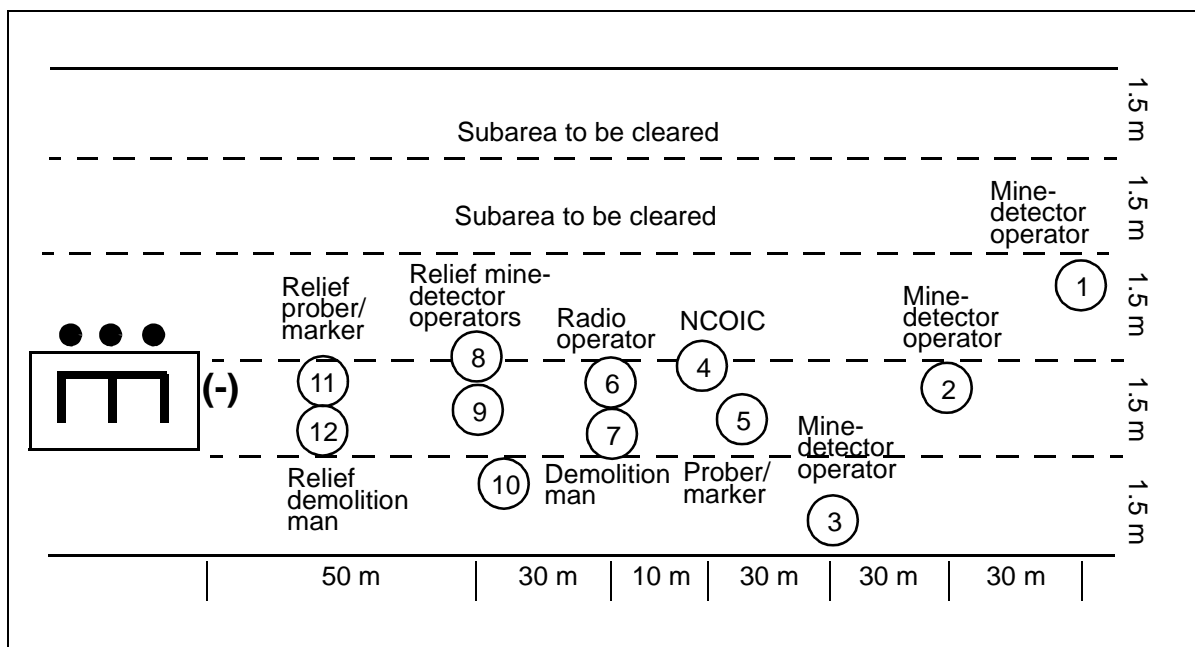 1.5 m
Subarea to be cleared
1.5 m
Subarea to be cleared
Mine-
detector
operator
1
1.5 m
Relief
prober/
marker
Relief mine-
detector
operators
Radio
operator
NCOIC
Mine-
detector
operator
8
4
2
11
6
(-)
1.5 m
9
5
12
7
Mine-
detector
operator
Relief
demolition
man
10
Demolition
man
Prober/
marker
3
1.5 m
50 m
30 m
10 m
30 m
30 m
30 m